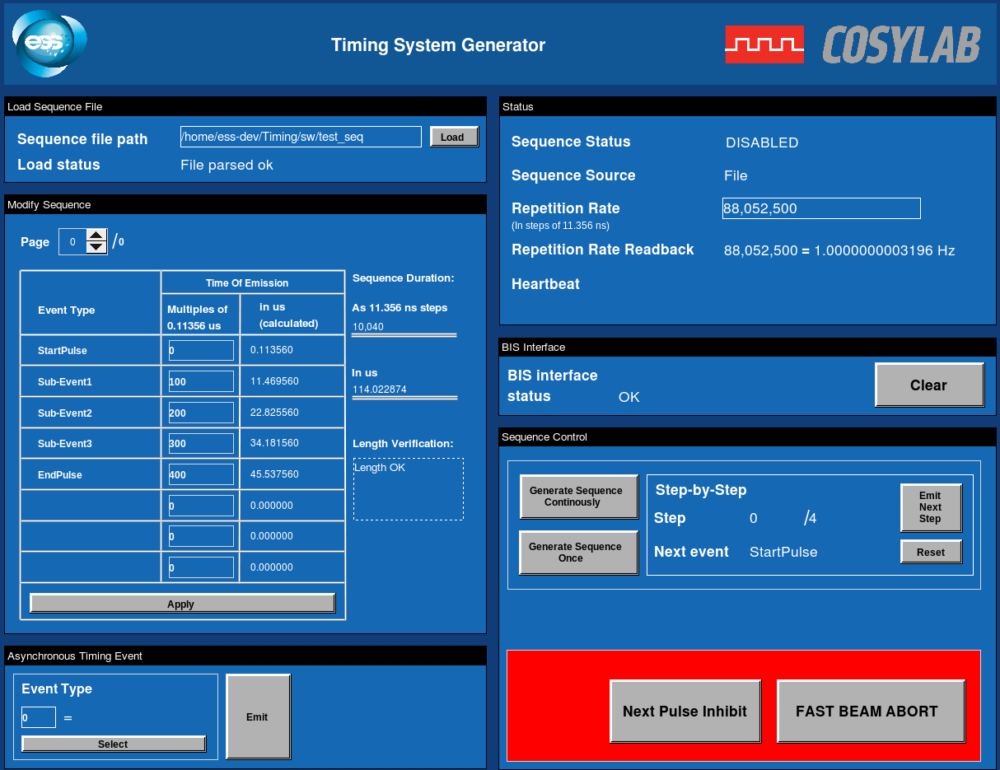 ess
Timing System Generator
COSYLAB
Load Sequence File
Sequence file path
/home/ess-dev/Timing/sw/test_seq
Load
Load status
File parsed ok
Modify Sequence
Page
0
/0
Event Type
Time Of Emission
Multiples of
0.11356 us
in us
(calculated)
StartPulse
0
0.113560
Sub-Event1
100
11.469560
Sub-Event2
200
22.825560
Sub-Event3
300
34.181560
EndPulse
400
45.537560
0
0.000000
0
0.000000
0
0.000000
Apply
Sequence Duration:
As 11.356 ns steps
10,040
In us
114.022874
Length Verification:
Length OK
Asynchronous Timing Event
Event Type
0
=
Select
Emit
Status
Sequence Status
DISABLED
Sequence Source
File
Repetition Rate
88,052,500
(In steps of 11.356 ns)
Repetition Rate Readback
88,052,500 = 1.0000000003196 Hz
Heartbeat
BIS Interface
BIS interface
status
OK
Clear
Sequence Control
Generate Sequence
Continously
Generate Sequence
Once
Step-by-Step
Step
0
/4
Next event
StartPulse
Emit
Next
Step
Reset
Next Pulse Inhibit
FAST BEAM ABORT